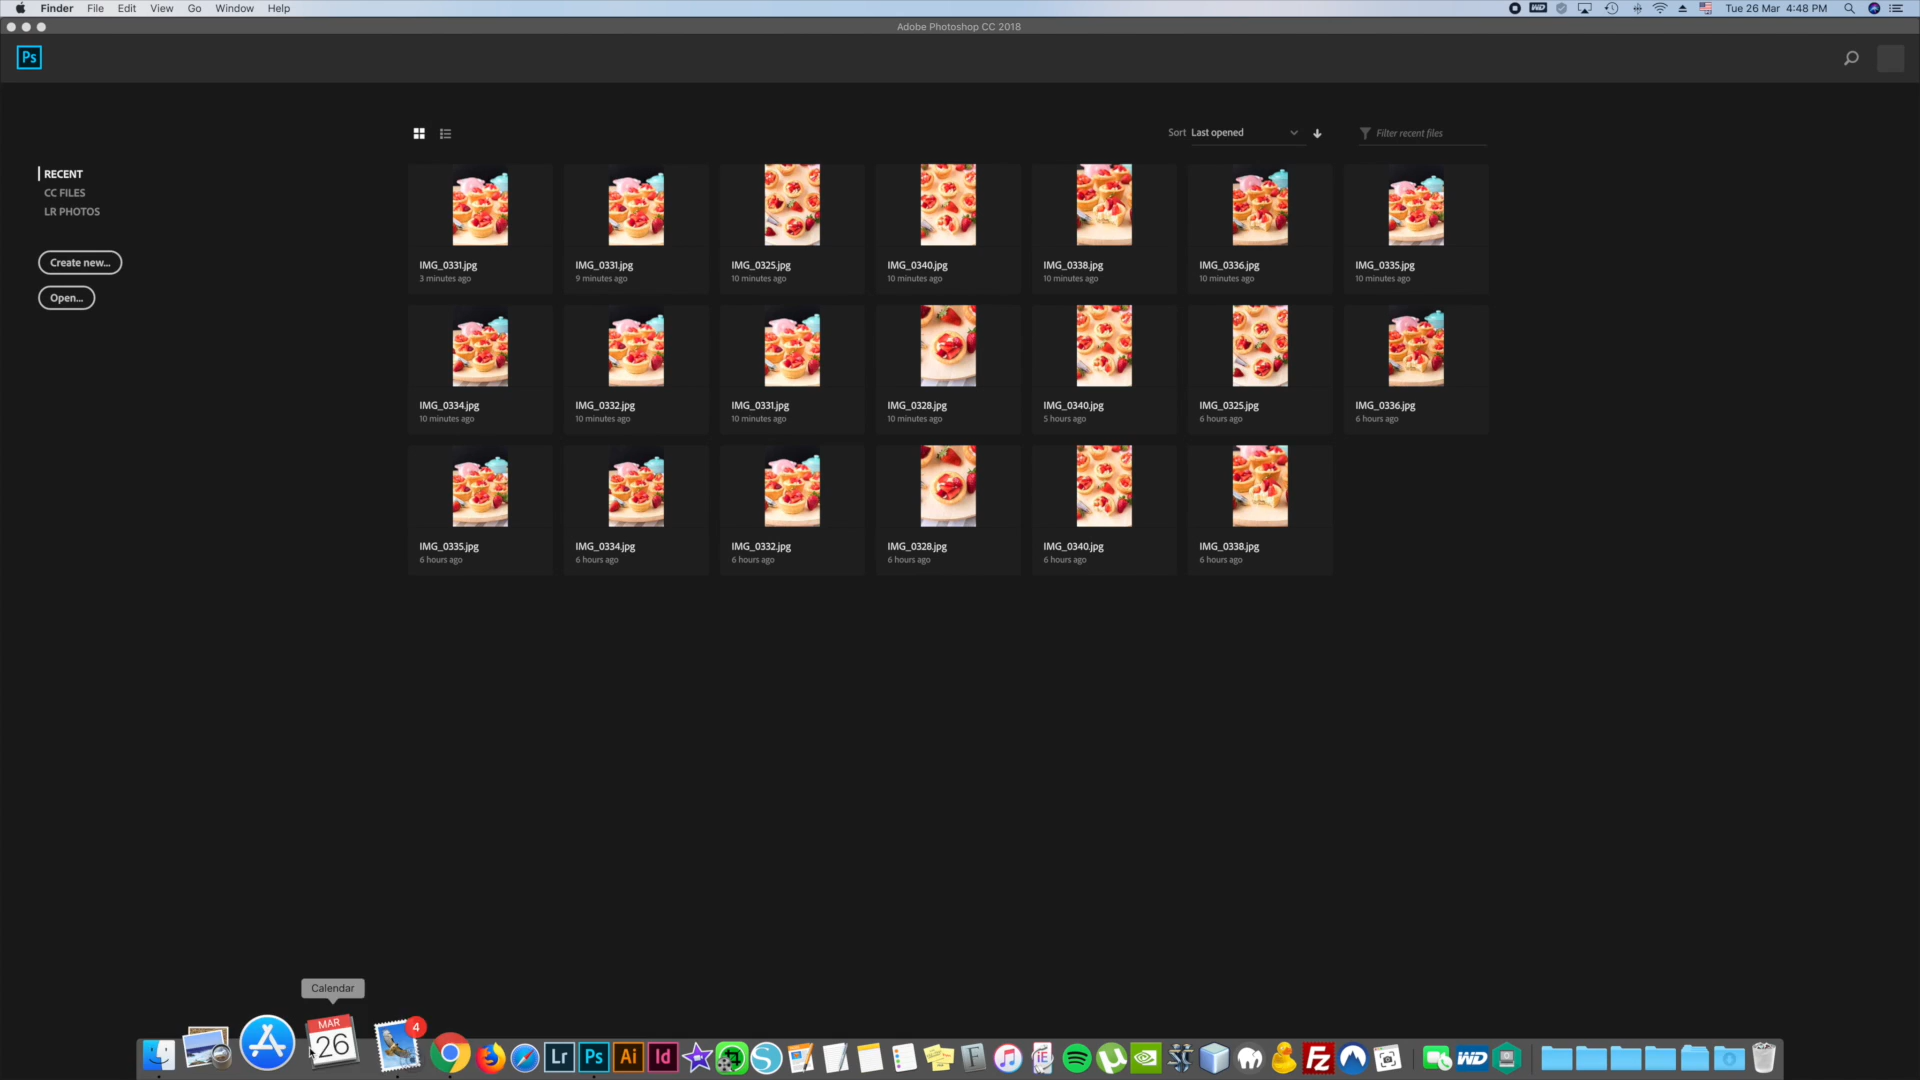 Finder File Edit View Go Window Help WD Tue 26 Mar 4:48 PM
Adobe Photoshop CC 2018
Ps
Sort Last opened Filter recent files
RECENT
CC FILES
LR PHOTOS
Create new...
Open...
IMG_0331.jpg IMG_0331.jpg IMG_0325.jpg IMG_0340.jpg IMG_0338.jpg IMG_0336.jpg IMG_0335.jpg
3 minutes ago 9 minutes ago 10 minutes ago 10 minutes ago 10 minutes ago 10 minutes ago 10 minutes ago
IMG_0334.jpg IMG_0332.jpg IMG_0331.jpg IMG_0328.jpg IMG_0340.jpg IMG_0325.jpg IMG_0336.jpg
10 minutes ago 10 minutes ago 10 minutes ago 10 minutes ago 5 hours ago 6 hours ago 6 hours ago
IMG_0335.jpg IMG_0334.jpg IMG_0332.jpg IMG_0328.jpg IMG_0340.jpg IMG_0338.jpg
6 hours ago 6 hours ago 6 hours ago 6 hours ago 6 hours ago 6 hours ago
Calendar
MAR
26 4
Lr Ps Ai Id S F iE Fz WD